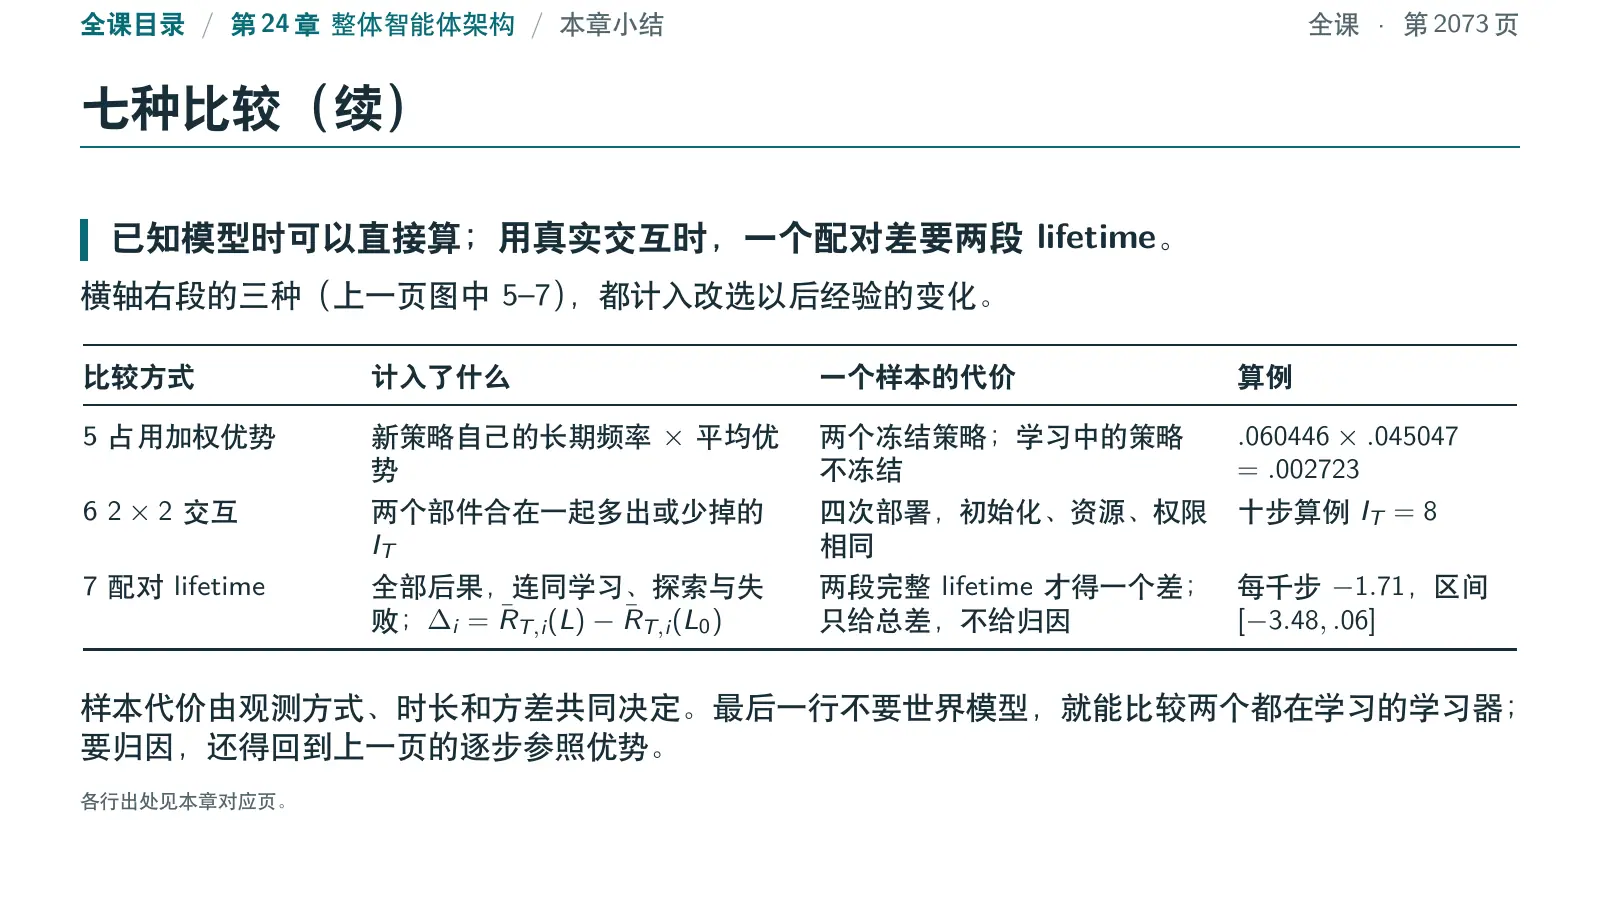 全课目录 / 第 24 章 整体智能体架构 / 本章小结
全课 · 第 2073 页
七种比较（续）
已知模型时可以直接算；用真实交互时，一个配对差要两段 lifetime。
横轴右段的三种（上一页图中 5–7），都计入改选以后经验的变化。
比较方式 计入了什么 一个样本的代价 算例
5 占用加权优势 新策略自己的长期频率 × 平均优势 两个冻结策略；学习中的策略不冻结 .060446 × .045047 = .002723
6 2 × 2 交互 两个部件合在一起多出或少掉的 I_T 四次部署，初始化、资源、权限相同 十步算例 I_T = 8
7 配对 lifetime 全部后果，连同学习、探索与失败；Δ_i = R̄_{T,i}(L) − R̄_{T,i}(L_0) 两段完整 lifetime 才得一个差；只给总差，不给归因 每千步 −1.71，区间 [−3.48, .06]
样本代价由观测方式、时长和方差共同决定。最后一行不要世界模型，就能比较两个都在学习的学习器；
要归因，还得回到上一页的逐步参照优势。
各行出处见本章对应页。